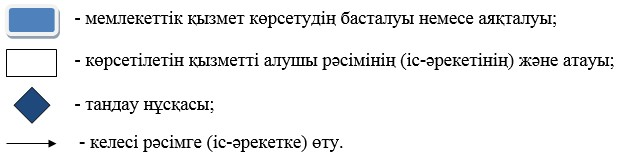 - мемлекеттік қызмет көрсетудің басталуы немесе аяқталуы;
- көрсетілетін қызметті алушы рәсімінің (іс-әрекетінің) және атауы;
- таңдау нұсқасы;
- келесі рәсімге (іс-әрекетке) өту.